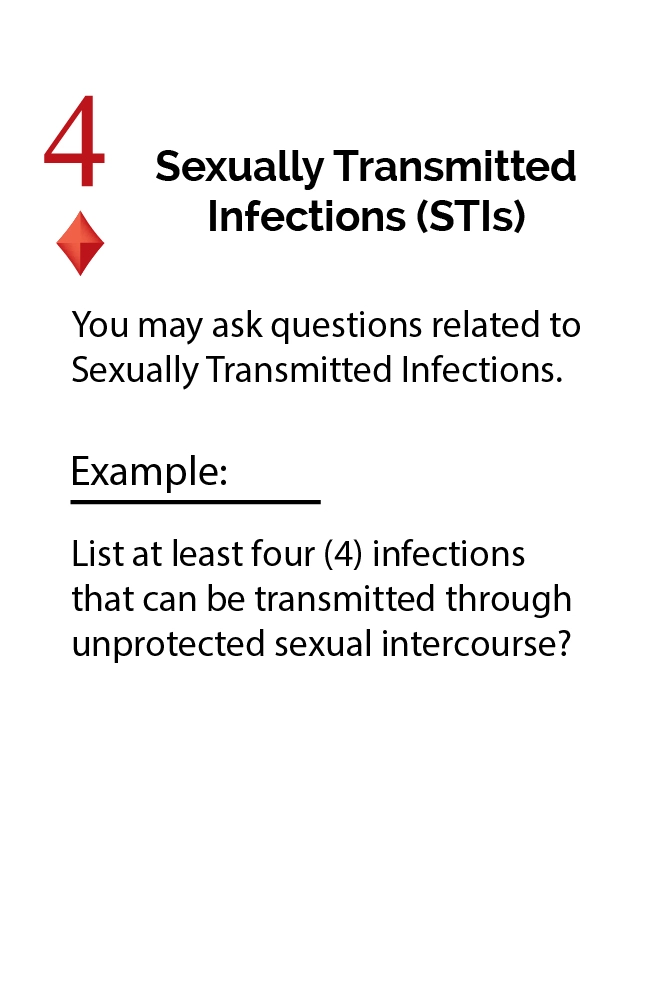 4
Sexually Transmitted
Infections (STIs)
You may ask questions related to
Sexually Transmitted Infections.
Example:
List at least four (4) infections
that can be transmitted through
unprotected sexual intercourse?